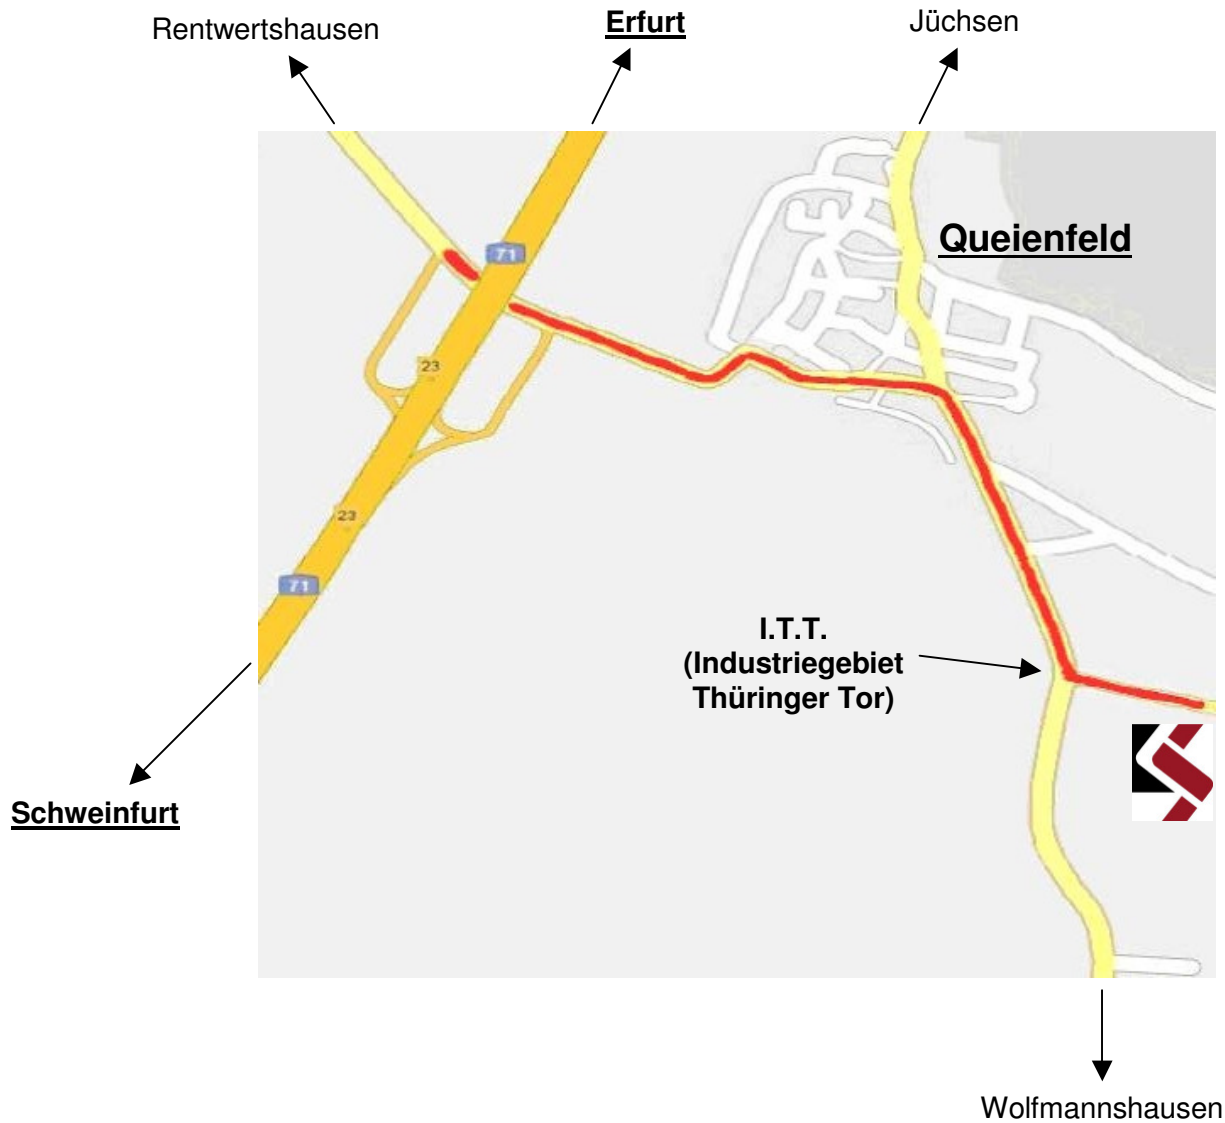 Rentwertshausen
Erfurt
Jüchsen
71
Queienfeld
23
23
71
I.T.T.
(Industriegebiet
Thüringer Tor)
Schweinfurt
Wolfmannshausen